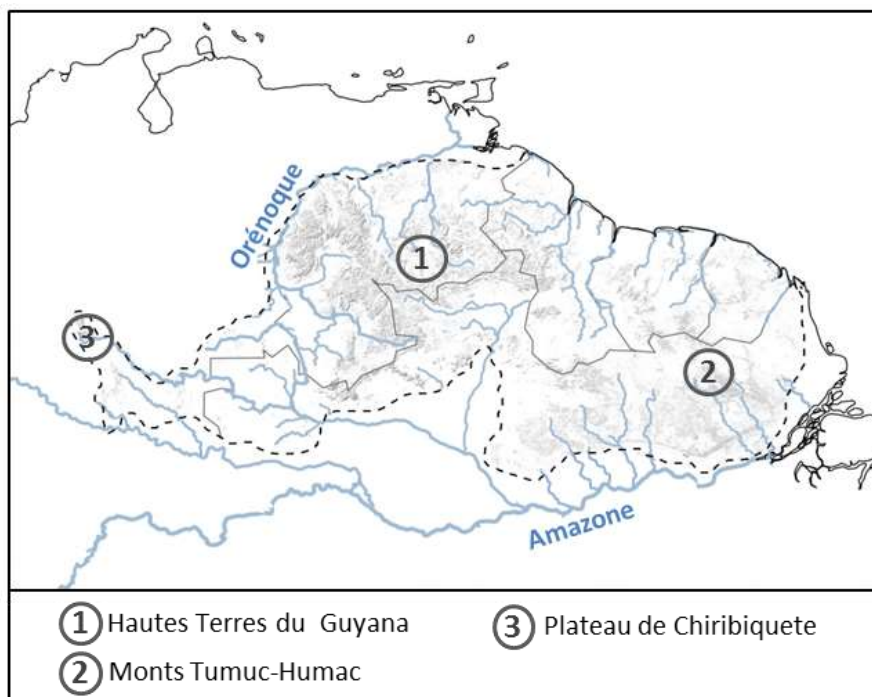 Orénoque
1
3
2
Amazone
1 Hautes Terres du Guyana
3 Plateau de Chiribiquete
2 Monts Tumuc-Humac